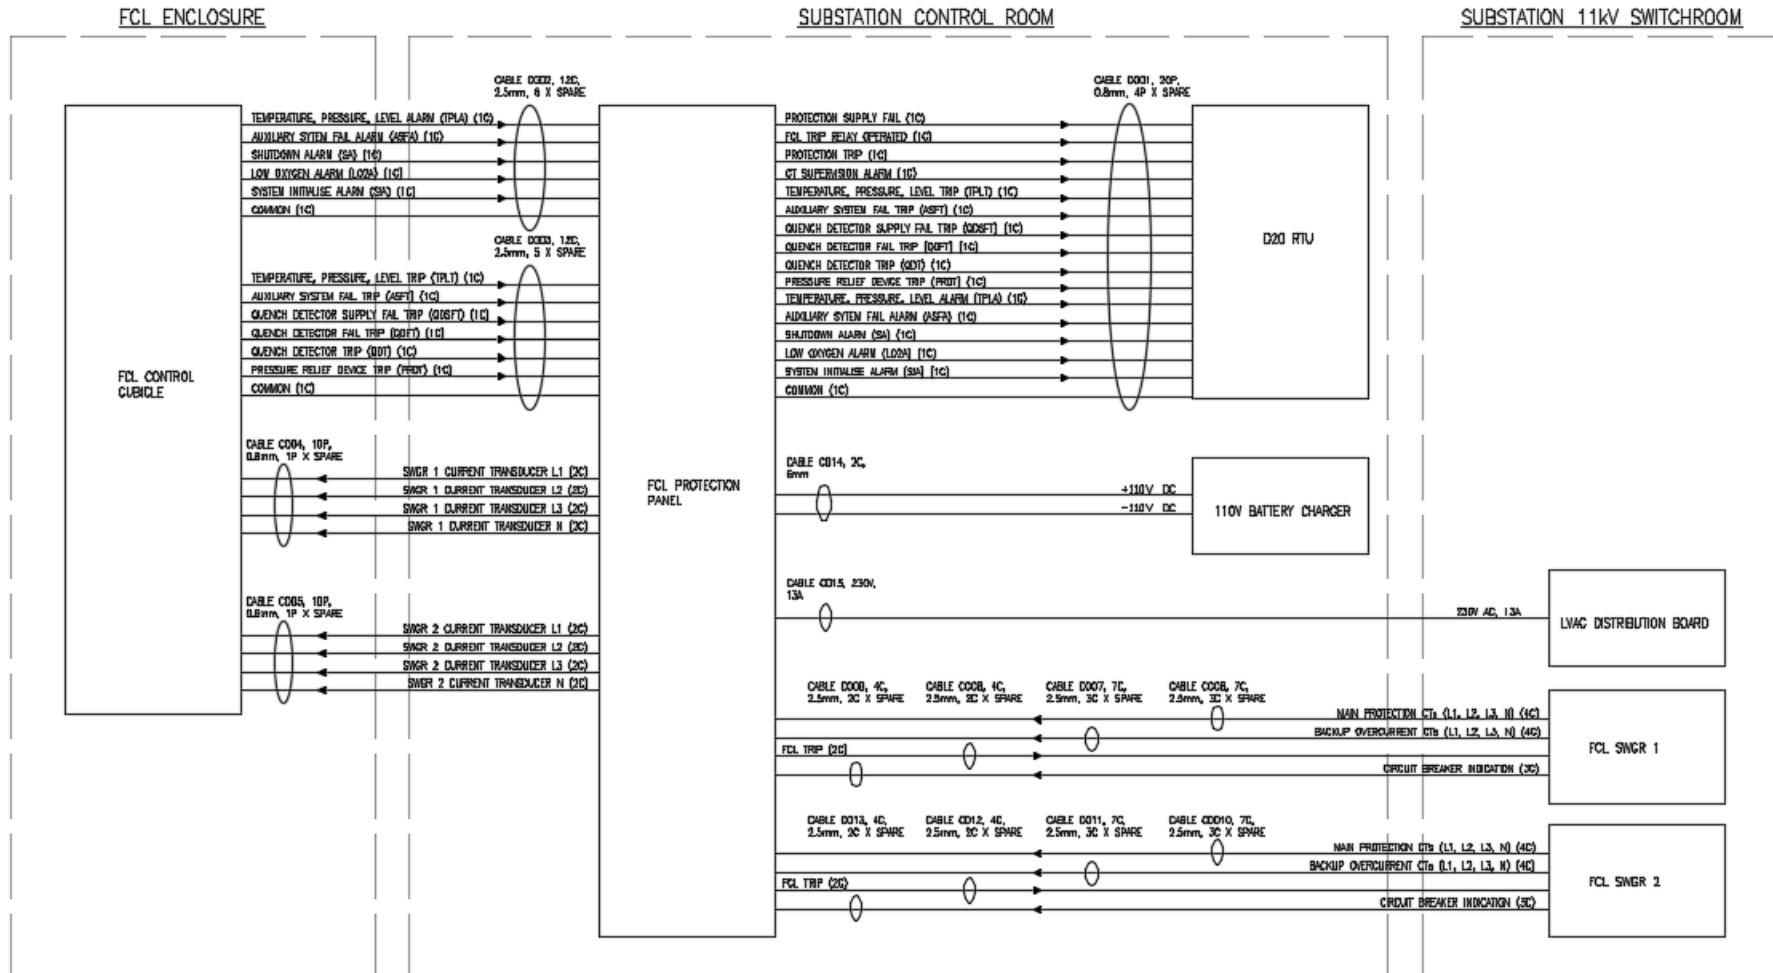 FCL ENCLOSURE
SUBSTATION CONTROL ROOM
SUBSTATION 11kV SWITCHROOM
CABLE 12C,
2.5mm, 6 X SPARE
TEMPERATURE, PRESSURE, LEVEL ALARM (TPLA) (1C)
AUXILIARY SYTEM FAIL ALARM (ASFA) (1C)
SHUTDOWN ALARM (SA) (1C)
LOW OXYGEN ALARM (LO2A) (1C)
SYSTEM INITIALISE ALARM (SIA) (1C)
COMMON (1C)
CABLE 12C,
2.5mm, 5 X SPARE
TEMPERATURE, PRESSURE, LEVEL TRIP (TPLT) (1C)
AUXILIARY SYSTEM FAIL TRIP (ASFT) (1C)
QUENCH DETECTOR SUPPLY FAIL TRIP (QDSFT) (1C)
QUENCH DETECTOR FAIL TRIP (QDFT) (1C)
QUENCH DETECTOR TRIP (QDT) (1C)
PRESSURE RELIEF DEVICE TRIP (PRDT) (1C)
COMMON (1C)
FCL CONTROL
CUBICLE
CABLE C004, 10P,
0.8mm, 1P X SPARE
SWGR 1 CURRENT TRANSDUCER L1 (2C)
SWGR 1 CURRENT TRANSDUCER L2 (2C)
SWGR 1 CURRENT TRANSDUCER L3 (2C)
SWGR 1 CURRENT TRANSDUCER N (2C)
CABLE C005, 10P,
0.8mm, 1P X SPARE
SWGR 2 CURRENT TRANSDUCER L1 (2C)
SWGR 2 CURRENT TRANSDUCER L2 (2C)
SWGR 2 CURRENT TRANSDUCER L3 (2C)
SWGR 2 CURRENT TRANSDUCER N (2C)
FCL PROTECTION
PANEL
CABLE 20P,
0.8mm, 4P X SPARE
PROTECTION SUPPLY FAIL (1C)
FCL TRIP RELAY OPERATED (1C)
PROTECTION TRIP (1C)
CT SUPERVISION ALARM (1C)
TEMPERATURE, PRESSURE, LEVEL TRIP (TPLT) (1C)
AUXILIARY SYSTEM FAIL TRIP (ASFT) (1C)
QUENCH DETECTOR SUPPLY FAIL TRIP (QDSFT) (1C)
QUENCH DETECTOR FAIL TRIP (QDFT) (1C)
QUENCH DETECTOR TRIP (QDT) (1C)
PRESSURE RELIEF DEVICE TRIP (PRDT) (1C)
TEMPERATURE, PRESSURE, LEVEL ALARM (TPLA) (1C)
AUXILIARY SYTEM FAIL ALARM (ASFA) (1C)
SHUTDOWN ALARM (SA) (1C)
LOW OXYGEN ALARM (LO2A) (1C)
SYSTEM INITIALISE ALARM (SIA) (1C)
COMMON (1C)
D20 RTU
CABLE C014, 2C,
6mm
+110V DC
-110V DC
110V BATTERY CHARGER
CABLE C015, 230V,
13A
230V AC, 13A
LVAC DISTRIBUTION BOARD
CABLE 4C, CABLE 4C, CABLE 7C, CABLE 7C,
2.5mm, 2C X SPARE 2.5mm, 2C X SPARE 2.5mm, 3C X SPARE 2.5mm, 3C X SPARE
MAIN PROTECTION CTs (L1, L2, L3, N) (4C)
BACKUP OVERCURRENT CTs (L1, L2, L3, N) (4C)
FCL TRIP (2C)
CIRCUIT BREAKER INDICATION (3C)
FCL SWGR 1
CABLE 4C, CABLE C012, 4C, CABLE 7C, CABLE 7C,
2.5mm, 2C X SPARE 2.5mm, 2C X SPARE 2.5mm, 3C X SPARE 2.5mm, 3C X SPARE
MAIN PROTECTION CTs (L1, L2, L3, N) (4C)
BACKUP OVERCURRENT CTs (L1, L2, L3, N) (4C)
FCL TRIP (2C)
CIRCUIT BREAKER INDICATION (3C)
FCL SWGR 2